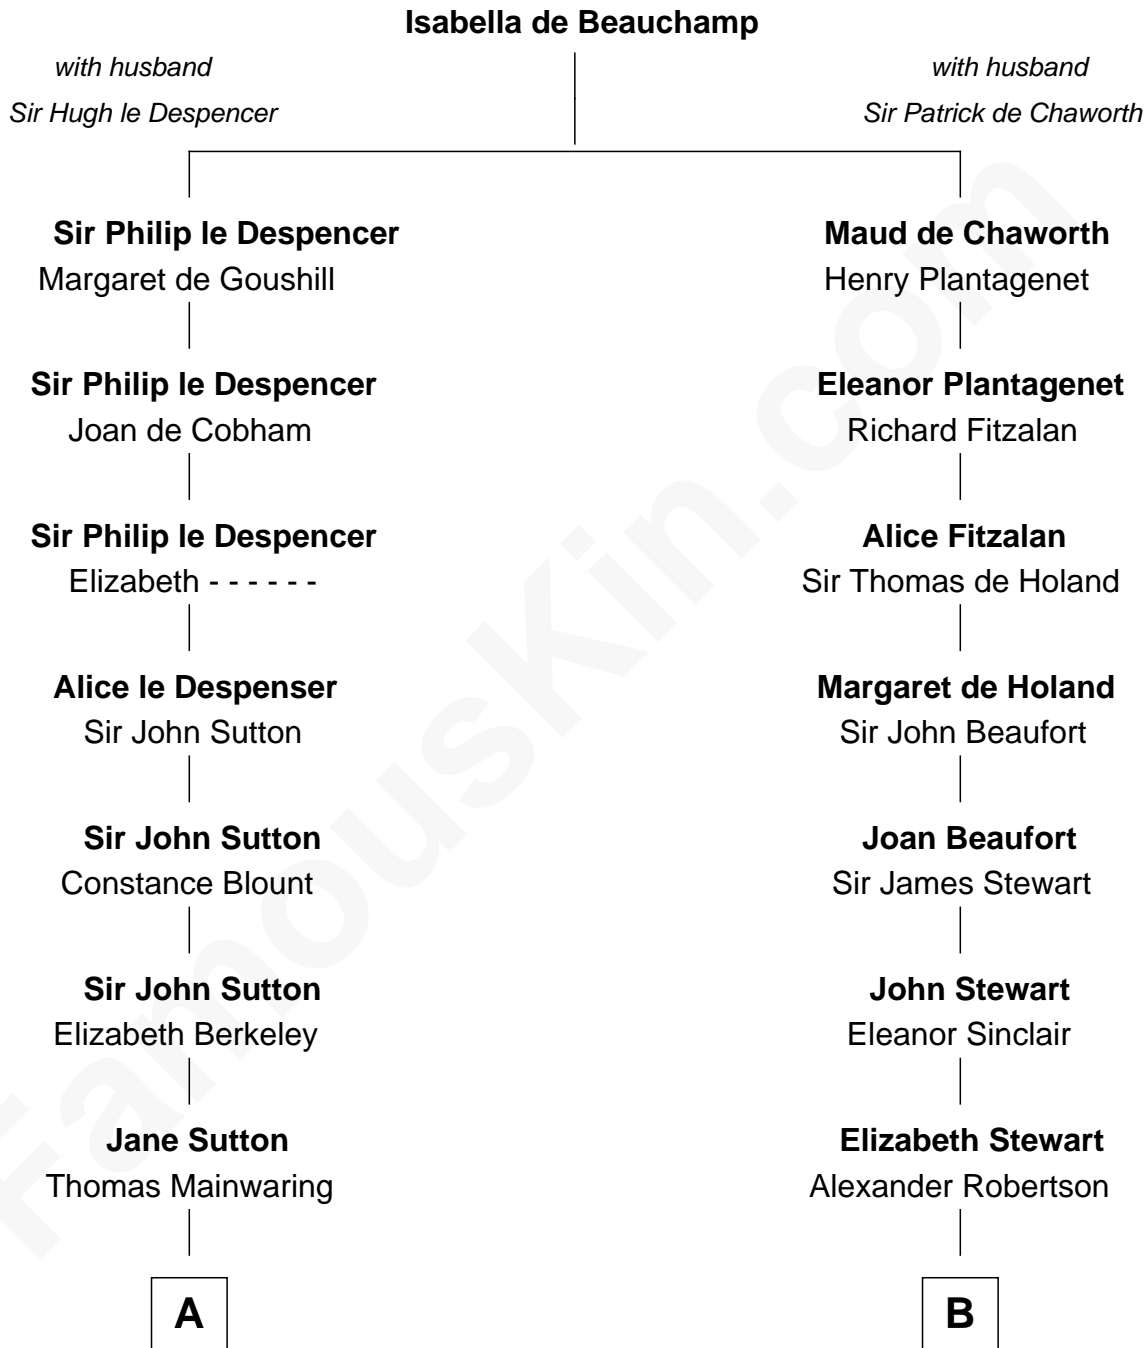 Isabella de Beauchamp
with husband
Sir Hugh le Despencer
with husband
Sir Patrick de Chaworth
Sir Philip le Despencer
Margaret de Goushill
Maud de Chaworth
Henry Plantagenet
Sir Philip le Despencer
Joan de Cobham
Eleanor Plantagenet
Richard Fitzalan
Sir Philip le Despencer
Elizabeth - - - - - -
Alice Fitzalan
Sir Thomas de Holand
Alice le Despenser
Sir John Sutton
Margaret de Holand
Sir John Beaufort
Sir John Sutton
Constance Blount
Joan Beaufort
Sir James Stewart
Sir John Sutton
Elizabeth Berkeley
John Stewart
Eleanor Sinclair
Jane Sutton
Thomas Mainwaring
Elizabeth Stewart
Alexander Robertson
A
B
FamousKin.com